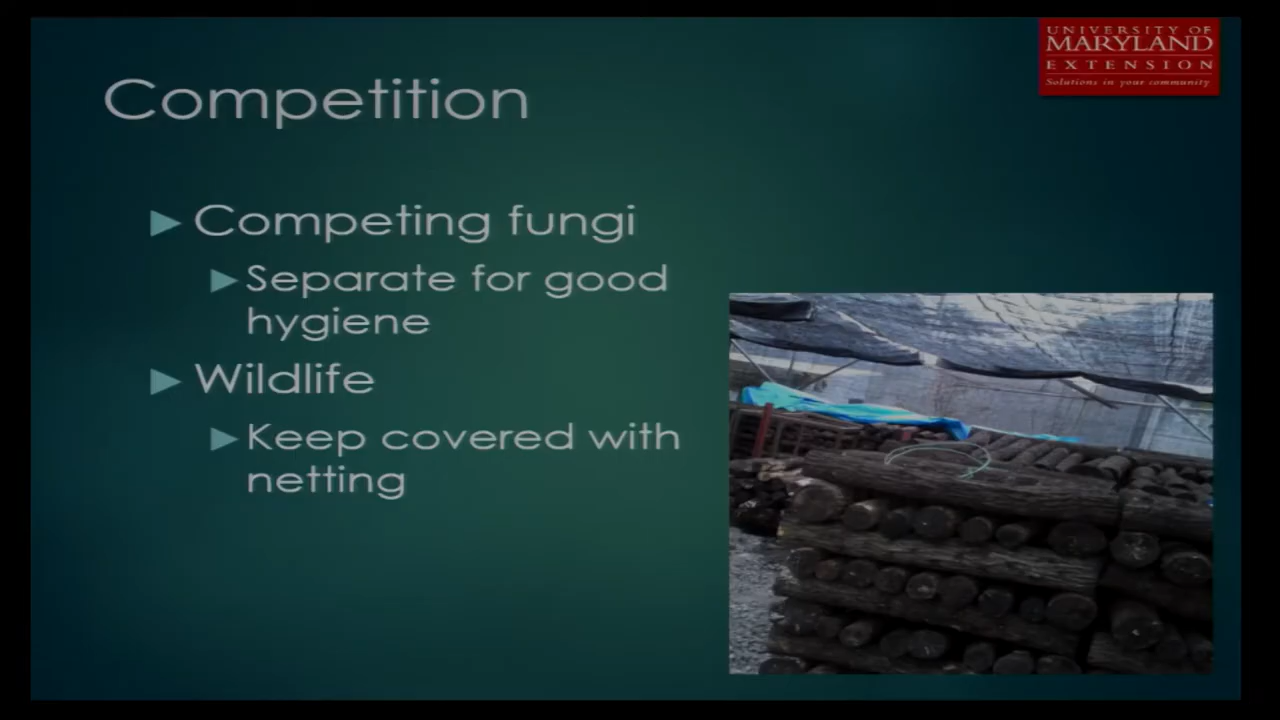 UNIVERSITY OF
MARYLAND
EXTENSION
Solutions in your community
Competition
Competing fungi
Separate for good
hygiene
Wildlife
Keep covered with
netting